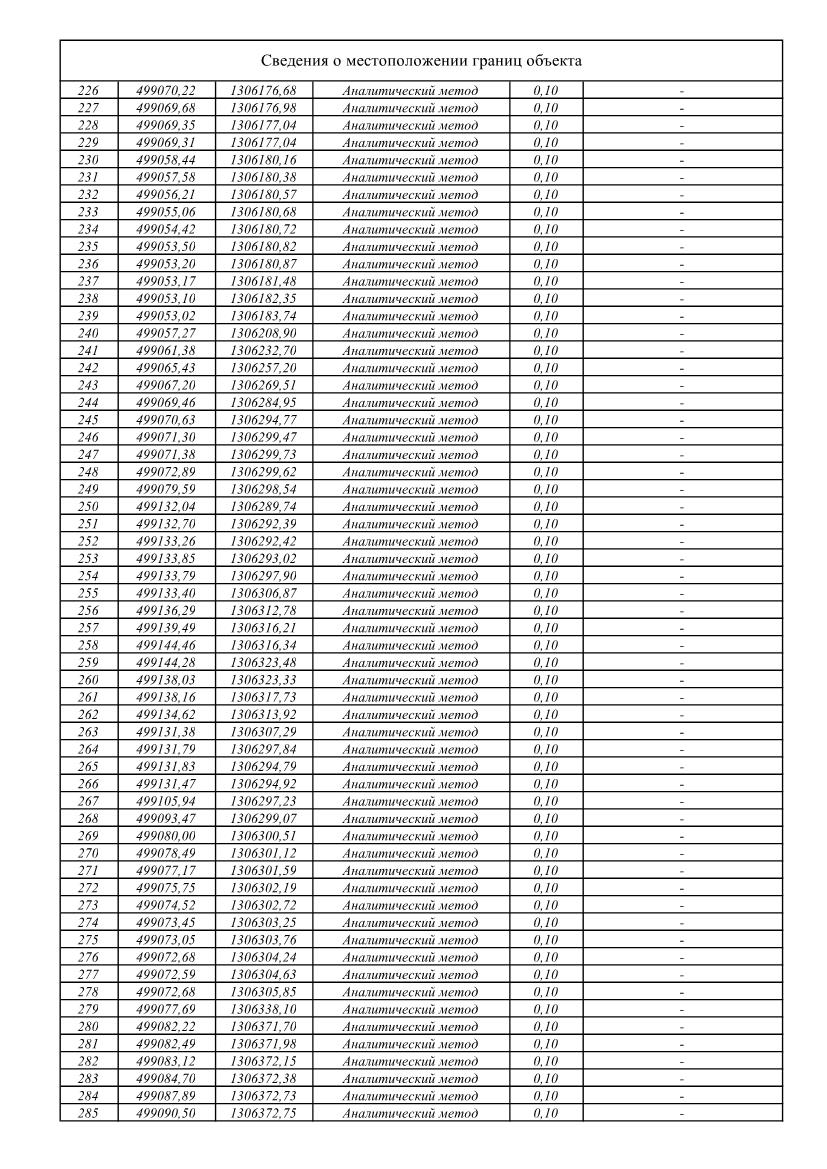 Сведения о местоположении границ объекта
226 499070,22 1306176,68 Аналитический метод 0,10 -
227 499069,68 1306176,98 Аналитический метод 0,10 -
228 499069,35 1306177,04 Аналитический метод 0,10 -
229 499069,31 1306177,04 Аналитический метод 0,10 -
230 499058,44 1306180,16 Аналитический метод 0,10 -
231 499057,58 1306180,38 Аналитический метод 0,10 -
232 499056,21 1306180,57 Аналитический метод 0,10 -
233 499055,06 1306180,68 Аналитический метод 0,10 -
234 499054,42 1306180,72 Аналитический метод 0,10 -
235 499053,50 1306180,82 Аналитический метод 0,10 -
236 499053,20 1306180,87 Аналитический метод 0,10 -
237 499053,17 1306181,48 Аналитический метод 0,10 -
238 499053,10 1306182,35 Аналитический метод 0,10 -
239 499053,02 1306183,74 Аналитический метод 0,10 -
240 499057,27 1306208,90 Аналитический метод 0,10 -
241 499061,38 1306232,70 Аналитический метод 0,10 -
242 499065,43 1306257,20 Аналитический метод 0,10 -
243 499067,20 1306269,51 Аналитический метод 0,10 -
244 499069,46 1306284,95 Аналитический метод 0,10 -
245 499070,63 1306294,77 Аналитический метод 0,10 -
246 499071,30 1306299,47 Аналитический метод 0,10 -
247 499071,38 1306299,73 Аналитический метод 0,10 -
248 499072,89 1306299,62 Аналитический метод 0,10 -
249 499079,59 1306298,54 Аналитический метод 0,10 -
250 499132,04 1306289,74 Аналитический метод 0,10 -
251 499132,70 1306292,39 Аналитический метод 0,10 -
252 499133,26 1306292,42 Аналитический метод 0,10 -
253 499133,85 1306293,02 Аналитический метод 0,10 -
254 499133,79 1306297,90 Аналитический метод 0,10 -
255 499133,40 1306306,87 Аналитический метод 0,10 -
256 499136,29 1306312,78 Аналитический метод 0,10 -
257 499139,49 1306316,21 Аналитический метод 0,10 -
258 499144,46 1306316,34 Аналитический метод 0,10 -
259 499144,28 1306323,48 Аналитический метод 0,10 -
260 499138,03 1306323,33 Аналитический метод 0,10 -
261 499138,16 1306317,73 Аналитический метод 0,10 -
262 499134,62 1306313,92 Аналитический метод 0,10 -
263 499131,38 1306307,29 Аналитический метод 0,10 -
264 499131,79 1306297,84 Аналитический метод 0,10 -
265 499131,83 1306294,79 Аналитический метод 0,10 -
266 499131,47 1306294,92 Аналитический метод 0,10 -
267 499105,94 1306297,23 Аналитический метод 0,10 -
268 499093,47 1306299,07 Аналитический метод 0,10 -
269 499080,00 1306300,51 Аналитический метод 0,10 -
270 499078,49 1306301,12 Аналитический метод 0,10 -
271 499077,17 1306301,59 Аналитический метод 0,10 -
272 499075,75 1306302,19 Аналитический метод 0,10 -
273 499074,52 1306302,72 Аналитический метод 0,10 -
274 499073,45 1306303,25 Аналитический метод 0,10 -
275 499073,05 1306303,76 Аналитический метод 0,10 -
276 499072,68 1306304,24 Аналитический метод 0,10 -
277 499072,59 1306304,63 Аналитический метод 0,10 -
278 499072,68 1306305,85 Аналитический метод 0,10 -
279 499077,69 1306338,10 Аналитический метод 0,10 -
280 499082,22 1306371,70 Аналитический метод 0,10 -
281 499082,49 1306371,98 Аналитический метод 0,10 -
282 499083,12 1306372,15 Аналитический метод 0,10 -
283 499084,70 1306372,38 Аналитический метод 0,10 -
284 499087,89 1306372,73 Аналитический метод 0,10 -
285 499090,50 1306372,75 Аналитический метод 0,10 -